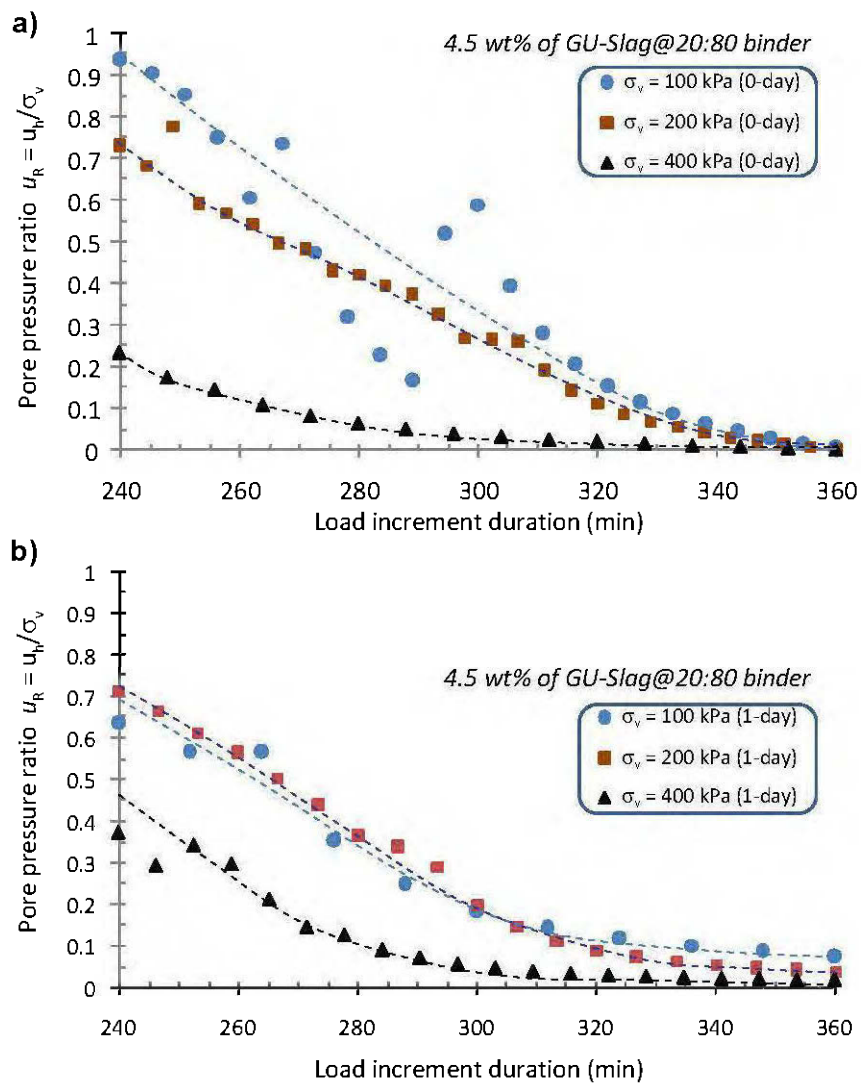 a)
4.5 wt% of GU-Slag@20:80 binder
σv = 100 kPa (0-day)
σv = 200 kPa (0-day)
σv = 400 kPa (0-day)
Pore pressure ratio uR = uh/σv
1
0.9
0.8
0.7
0.6
0.5
0.4
0.3
0.2
0.1
0
240 260 280 300 320 340 360
Load increment duration (min)
b)
4.5 wt% of GU-Slag@20:80 binder
σv = 100 kPa (1-day)
σv = 200 kPa (1-day)
σv = 400 kPa (1-day)
Pore pressure ratio uR = uh/σv
1
0.9
0.8
0.7
0.6
0.5
0.4
0.3
0.2
0.1
0
240 260 280 300 320 340 360
Load increment duration (min)